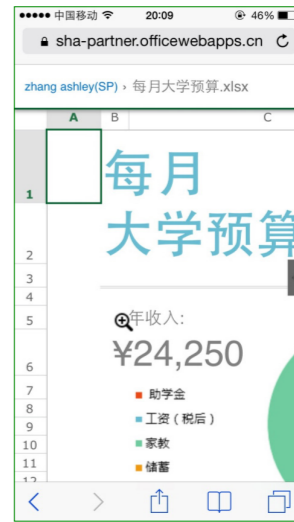 中国移动 20:09 46%
sha-partner.officewebapps.cn
zhang ashley(SP) › 每月大学预算.xlsx
A B C
1
每月
2
大学预算
3
4
5
年收入:
6
¥24,250
7
助学金
8
工资（税后）
9
10
家教
11
储蓄
12